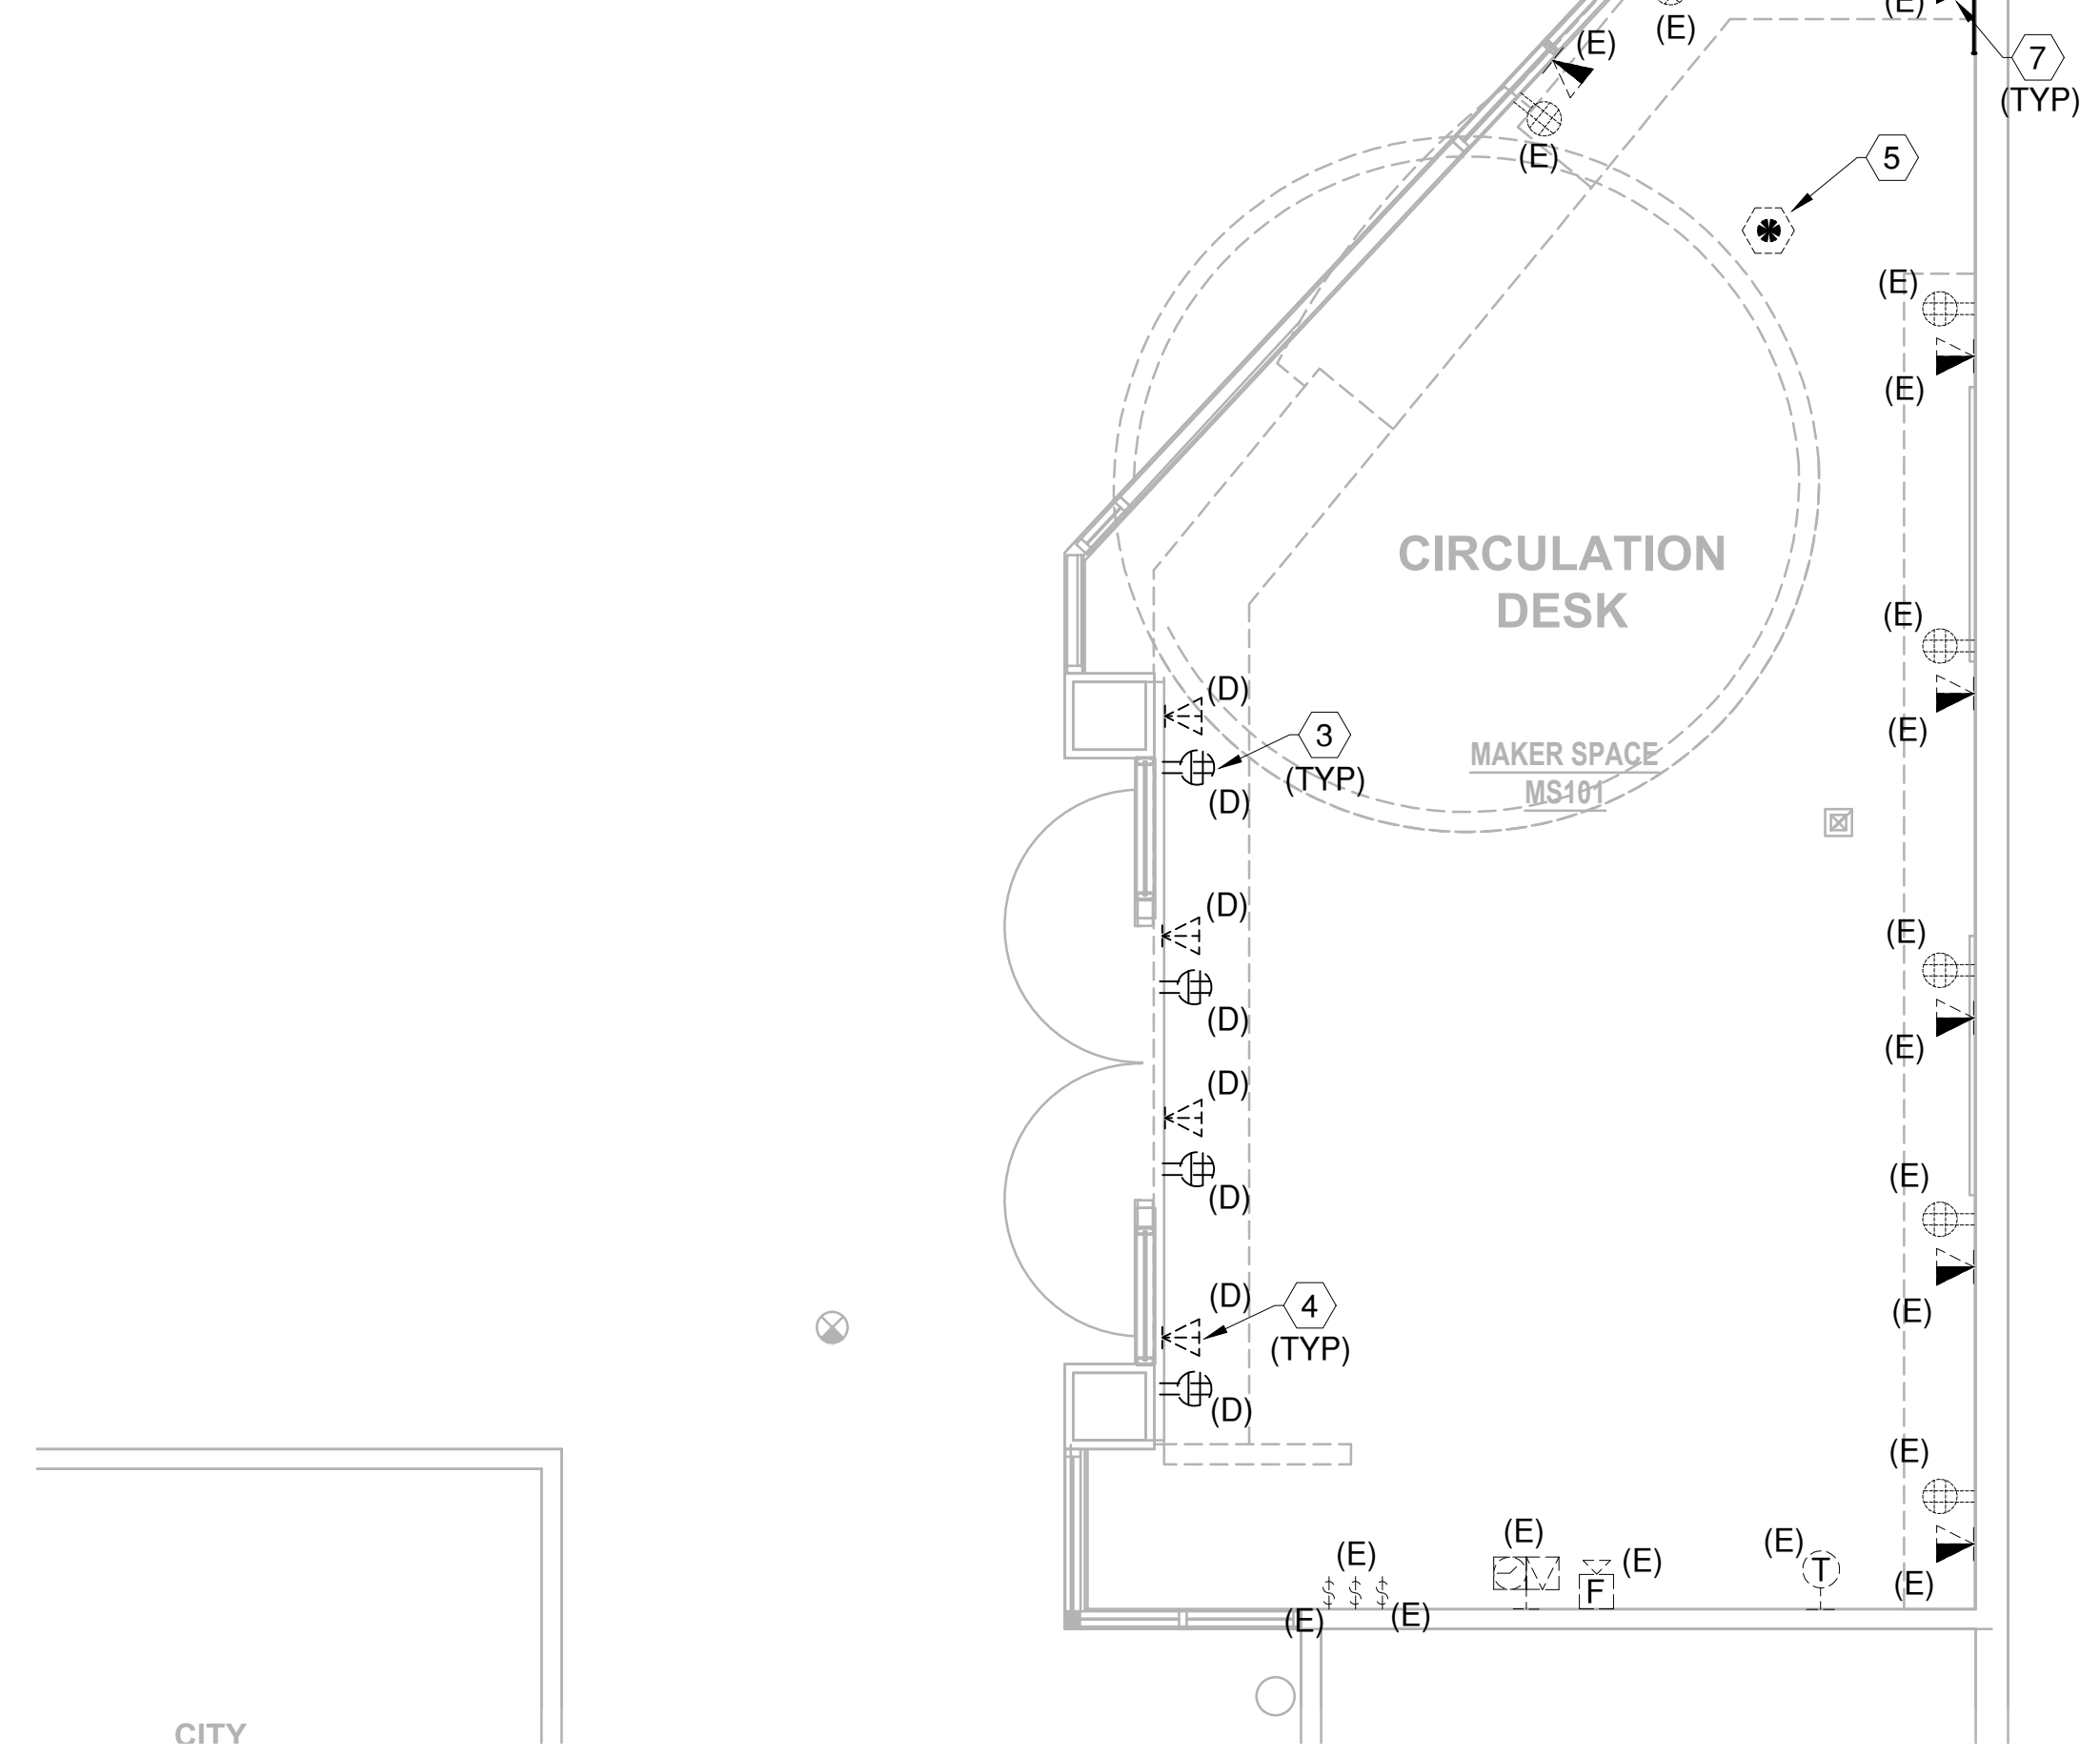 (E)
(E)
(E)
7
(TYP)
(E)
5
(E)
(E)
CIRCULATION
DESK
(E)
(D)
3
(TYP)
(D)
(E)
MAKER SPACE
MS101
(D)
(E)
(D)
(E)
(D)
(E)
(D)
(D)
4
(TYP)
(E)
(D)
(E)
(E)
(E)
(E)
F
(E)
T
(E)
(E)
(E)
CITY